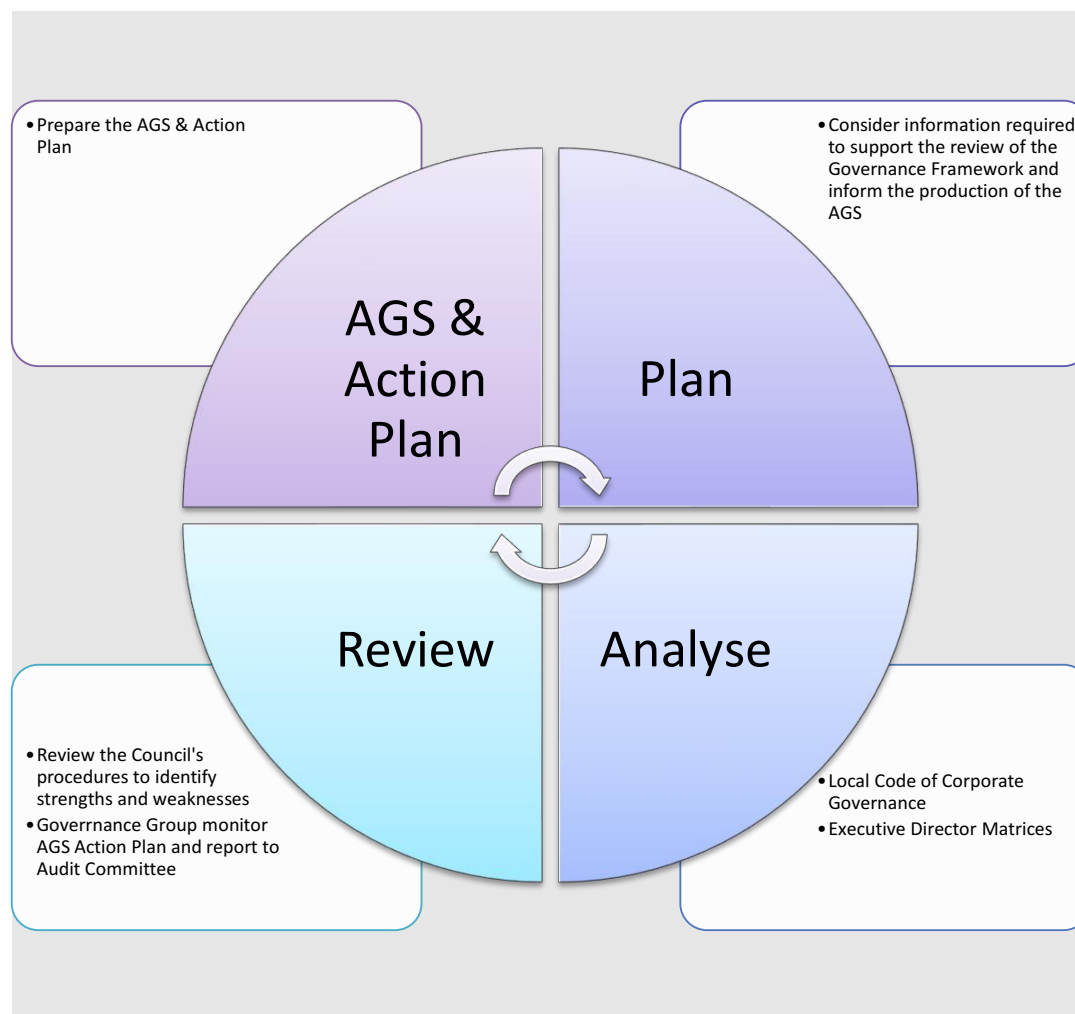 •Prepare the AGS & Action
Plan
•Consider information required
to support the review of the
Governance Framework and
inform the production of the
AGS
AGS &
Action
Plan
Plan
Review
Analyse
•Review the Council's
procedures to identify
strengths and weaknesses
•Goverrnance Group monitor
AGS Action Plan and report to
Audit Committee
•Local Code of Corporate
Governance
•Executive Director Matrices